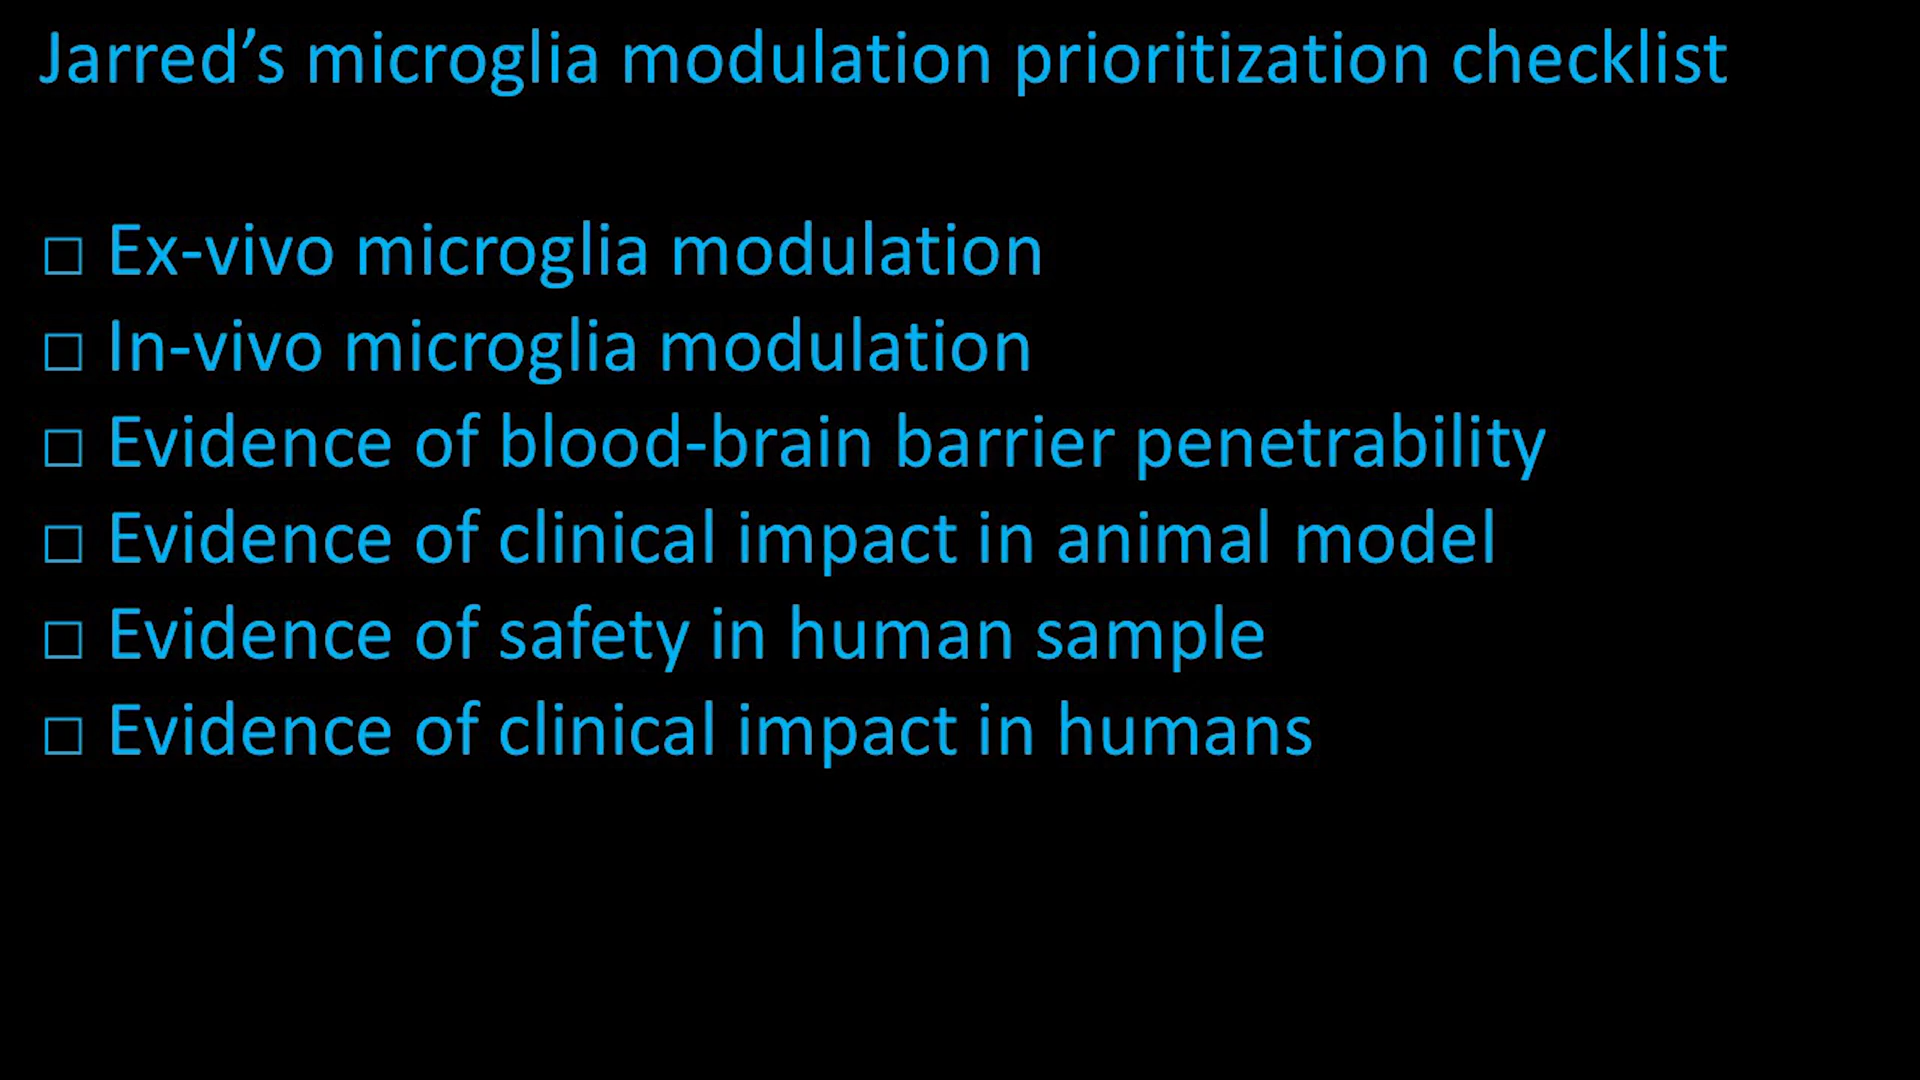 Jarred’s microglia modulation prioritization checklist
□ Ex-vivo microglia modulation
□ In-vivo microglia modulation
□ Evidence of blood-brain barrier penetrability
□ Evidence of clinical impact in animal model
□ Evidence of safety in human sample
□ Evidence of clinical impact in humans